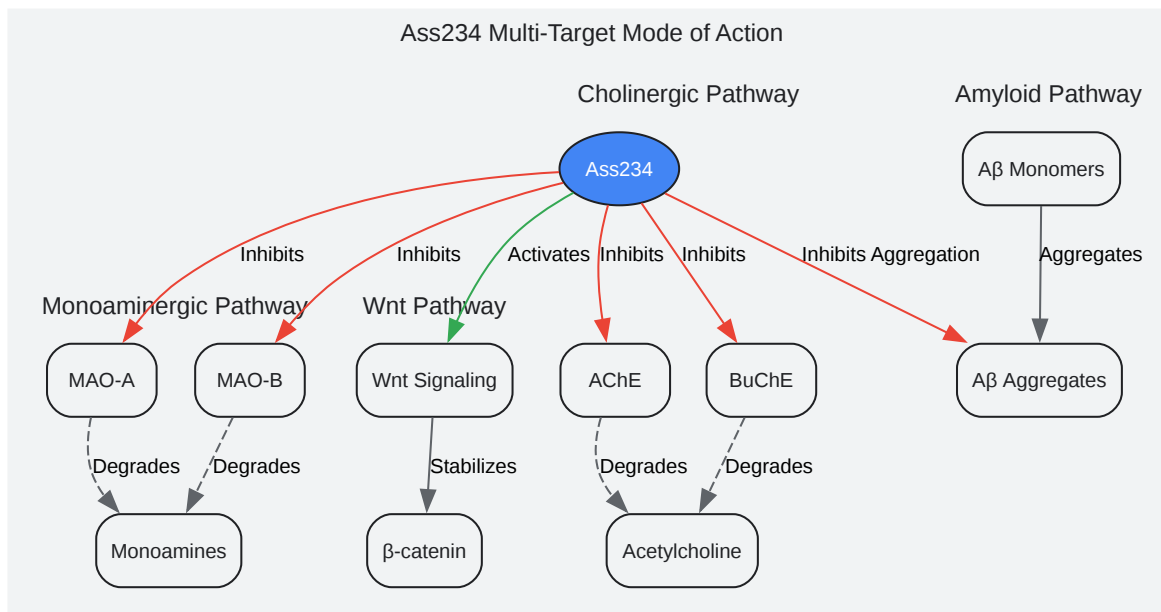 Ass234 Multi-Target Mode of Action
Cholinergic Pathway
Amyloid Pathway
Ass234
Aβ Monomers
Inhibits
Inhibits
Activates
Inhibits
Inhibits
Inhibits Aggregation
Aggregates
Monoaminergic Pathway
Wnt Pathway
MAO-A
MAO-B
Wnt Signaling
AChE
BuChE
Aβ Aggregates
Degrades
Degrades
Stabilizes
Degrades
Degrades
Monoamines
β-catenin
Acetylcholine